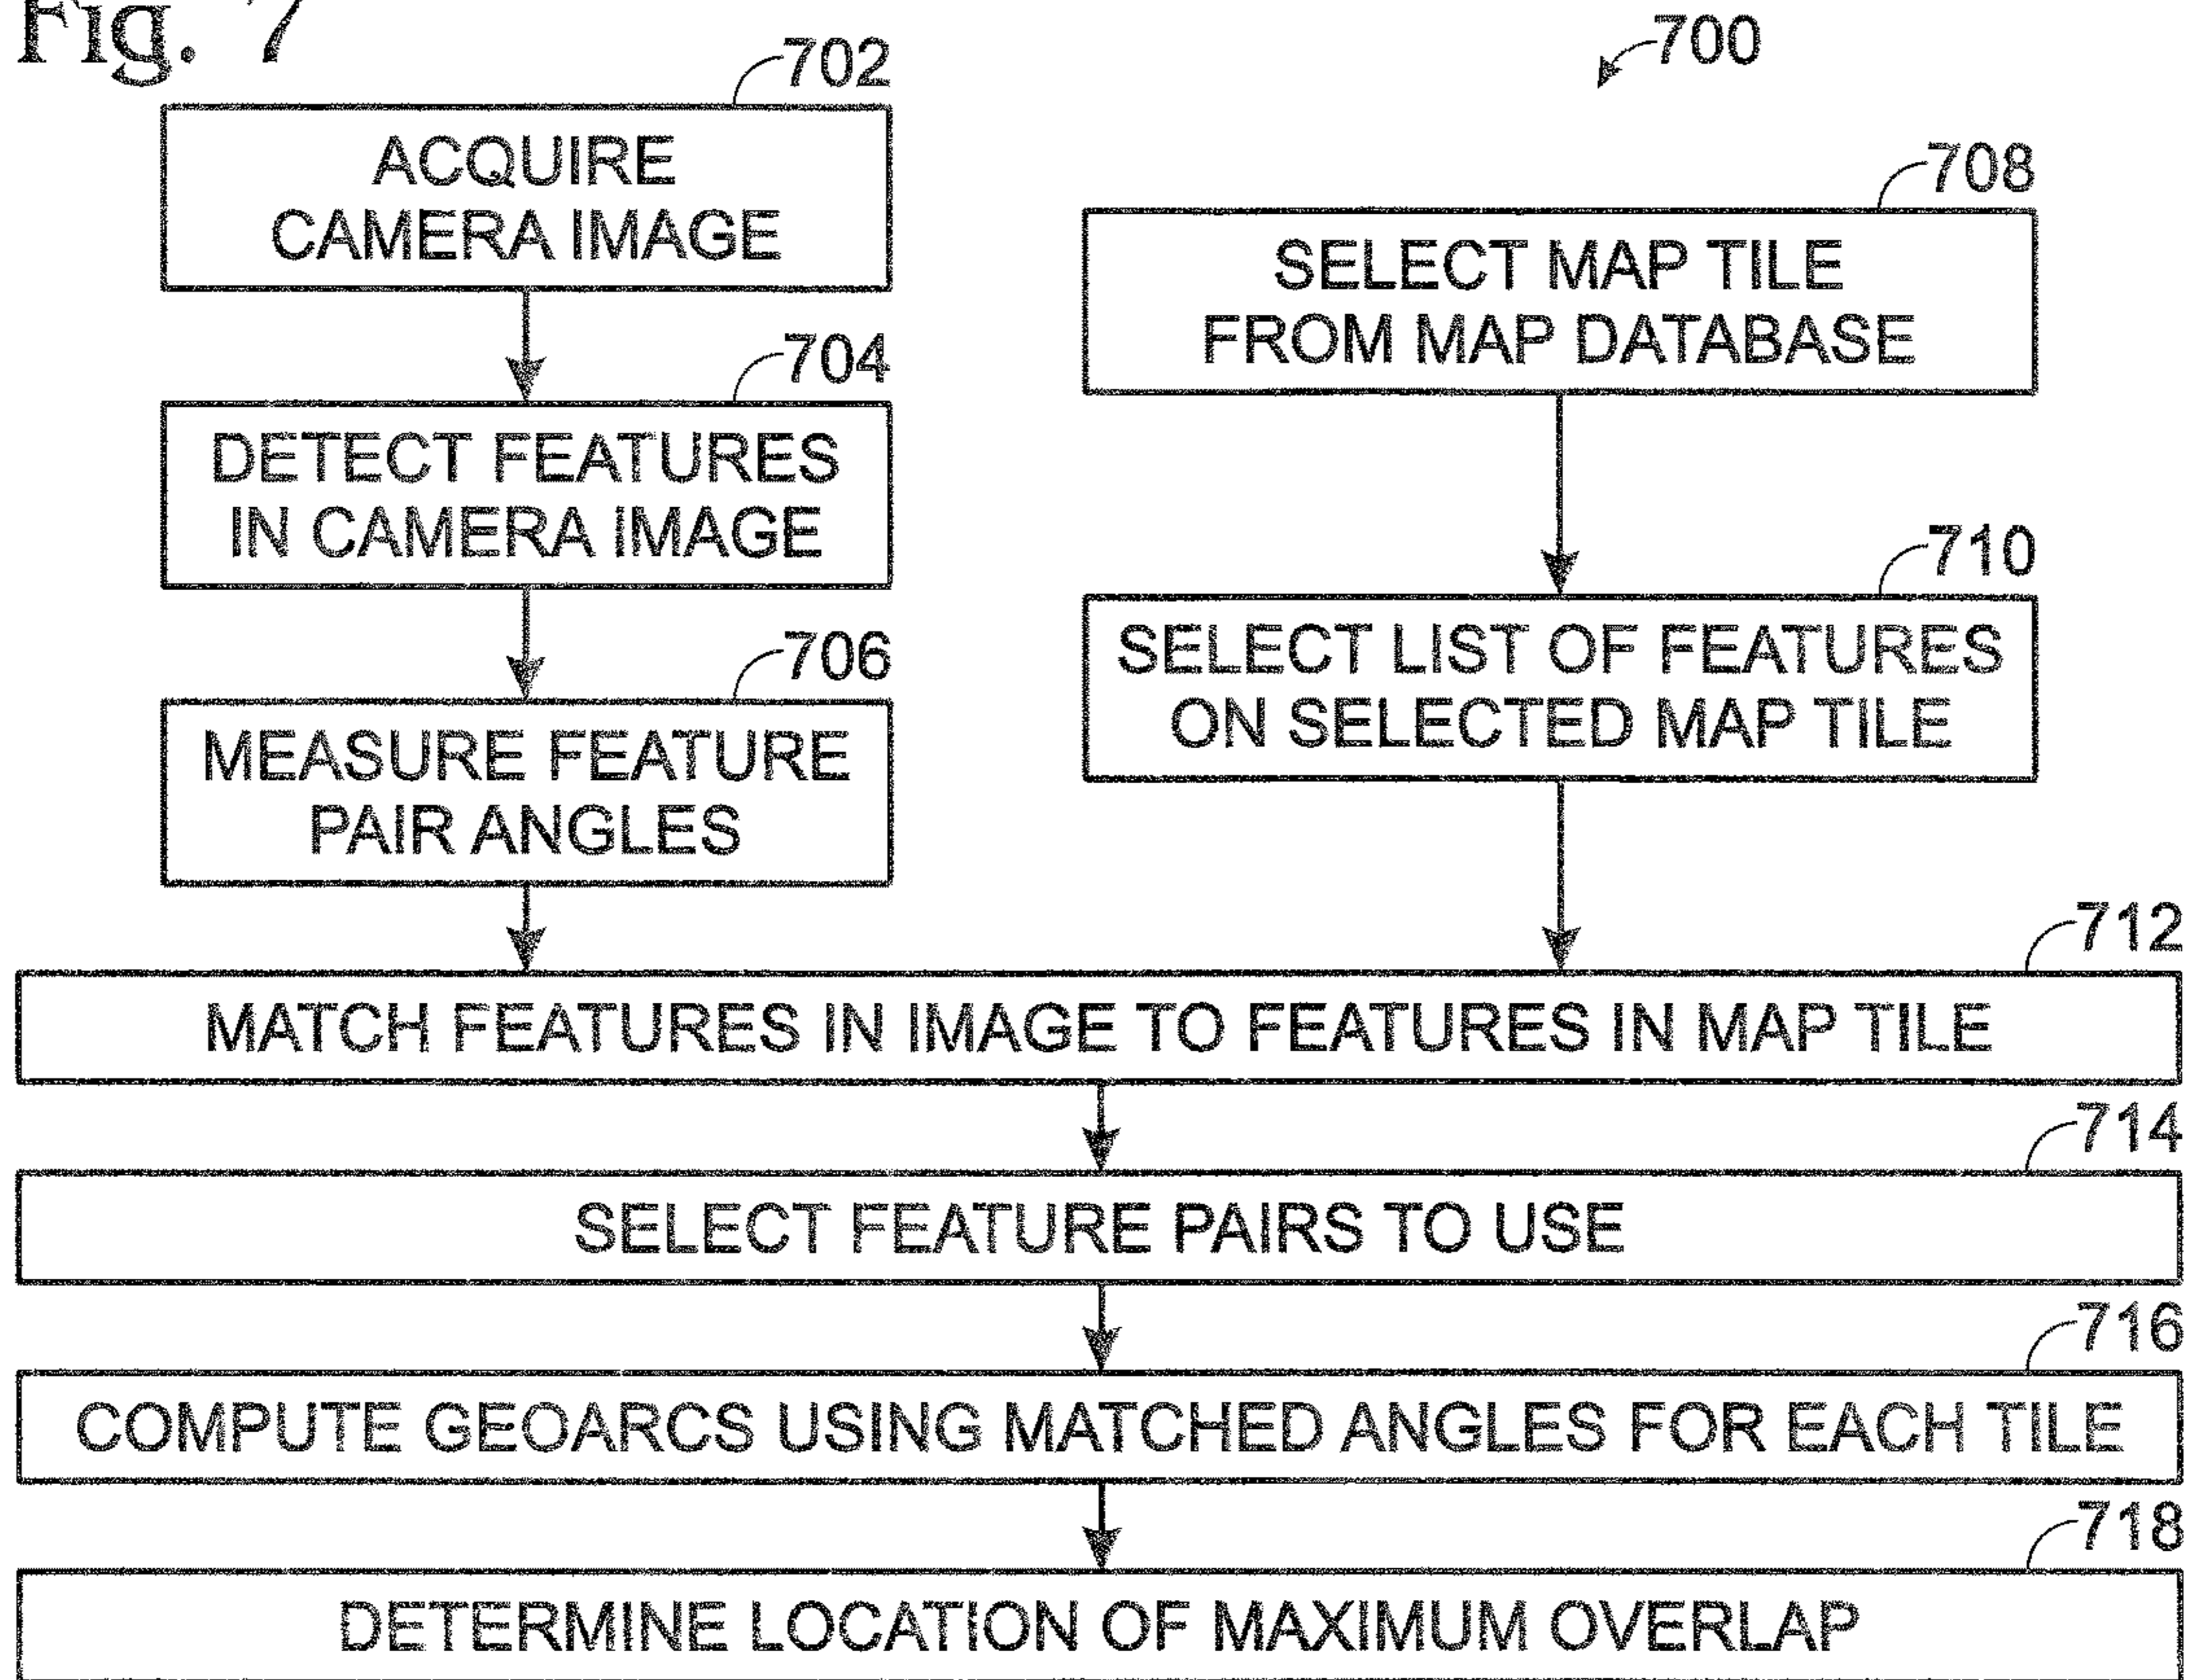 Fig. 7
700
702
ACQUIRE
CAMERA IMAGE
704
DETECT FEATURES
IN CAMERA IMAGE
706
MEASURE FEATURE
PAIR ANGLES
708
SELECT MAP TILE
FROM MAP DATABASE
710
SELECT LIST OF FEATURES
ON SELECTED MAP TILE
712
MATCH FEATURES IN IMAGE TO FEATURES IN MAP TILE
714
SELECT FEATURE PAIRS TO USE
716
COMPUTE GEOARCS USING MATCHED ANGLES FOR EACH TILE
718
DETERMINE LOCATION OF MAXIMUM OVERLAP